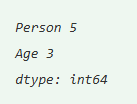 Person 5
Age 3
dtype: int64